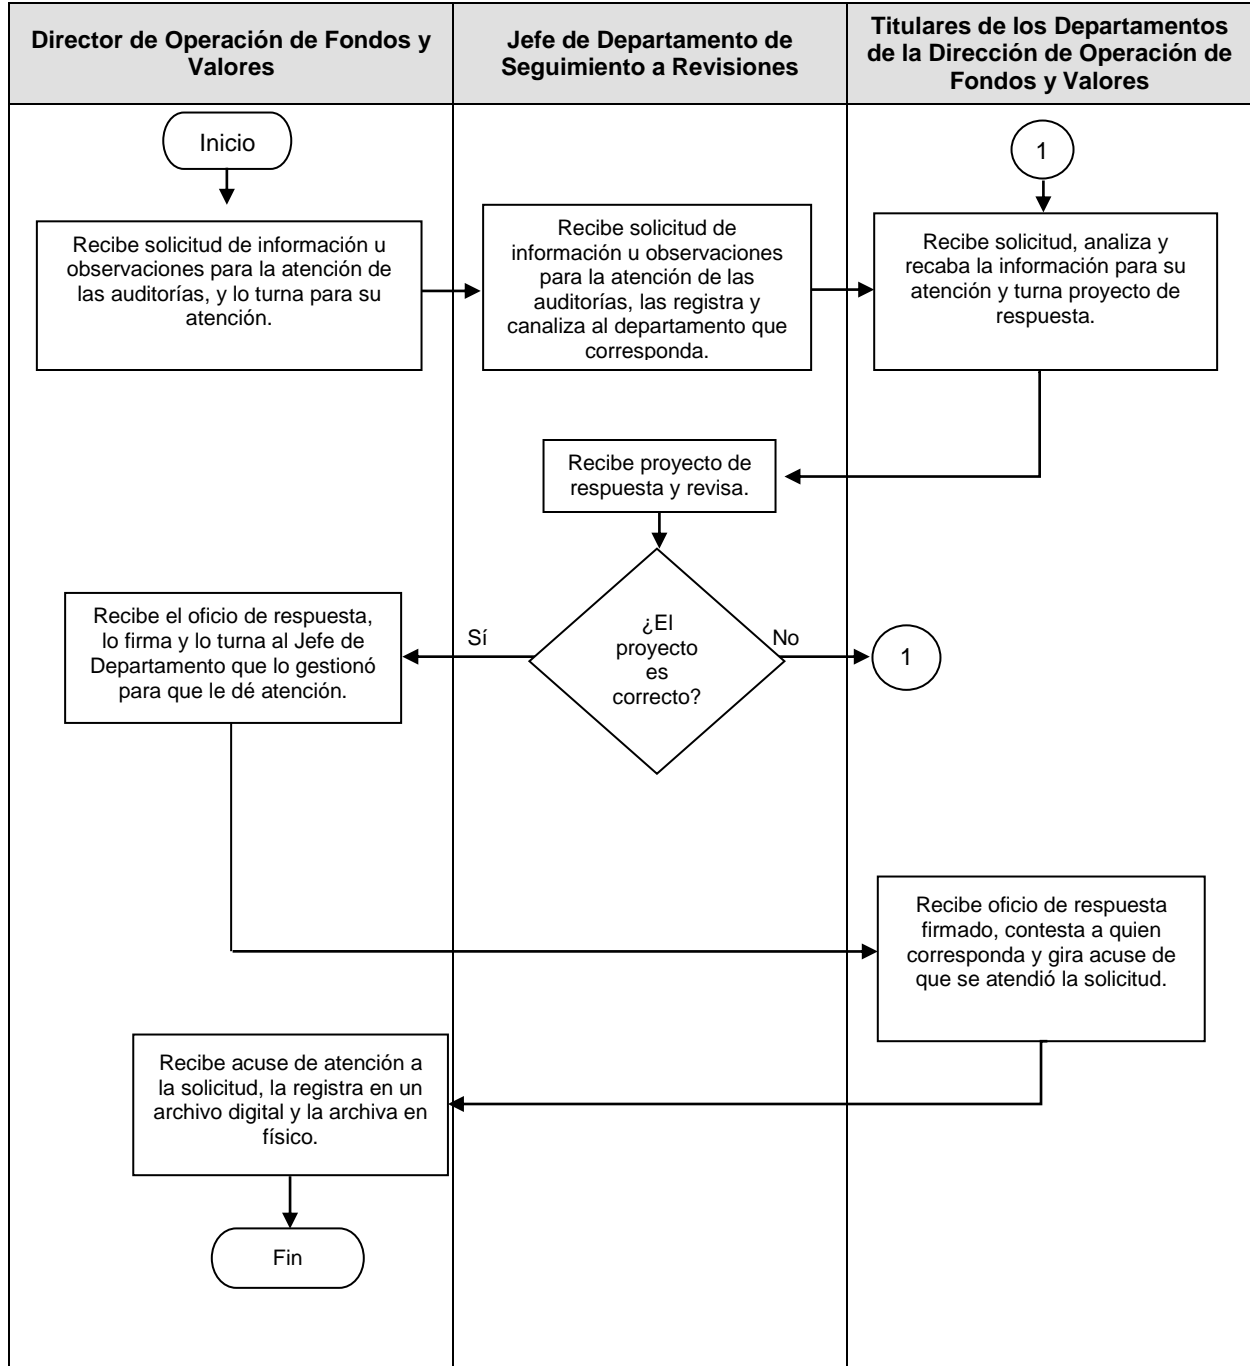 Director de Operación de Fondos y
Valores
Jefe de Departamento de
Seguimiento a Revisiones
Titulares de los Departamentos
de la Dirección de Operación de
Fondos y Valores
Inicio
1
Recibe solicitud de información u
observaciones para la atención de
las auditorías, y lo turna para su
atención.
Recibe solicitud de
información u observaciones
para la atención de las
auditorías, las registra y
canaliza al departamento que
corresponda.
Recibe solicitud, analiza y
recaba la información para su
atención y turna proyecto de
respuesta.
Recibe proyecto de
respuesta y revisa.
Recibe el oficio de respuesta,
lo firma y lo turna al Jefe de
Departamento que lo gestionó
para que le dé atención.
Sí
¿El
proyecto
es
correcto?
No
1
Recibe oficio de respuesta
firmado, contesta a quien
corresponda y gira acuse de
que se atendió la solicitud.
Recibe acuse de atención a
la solicitud, la registra en un
archivo digital y la archiva en
físico.
Fin